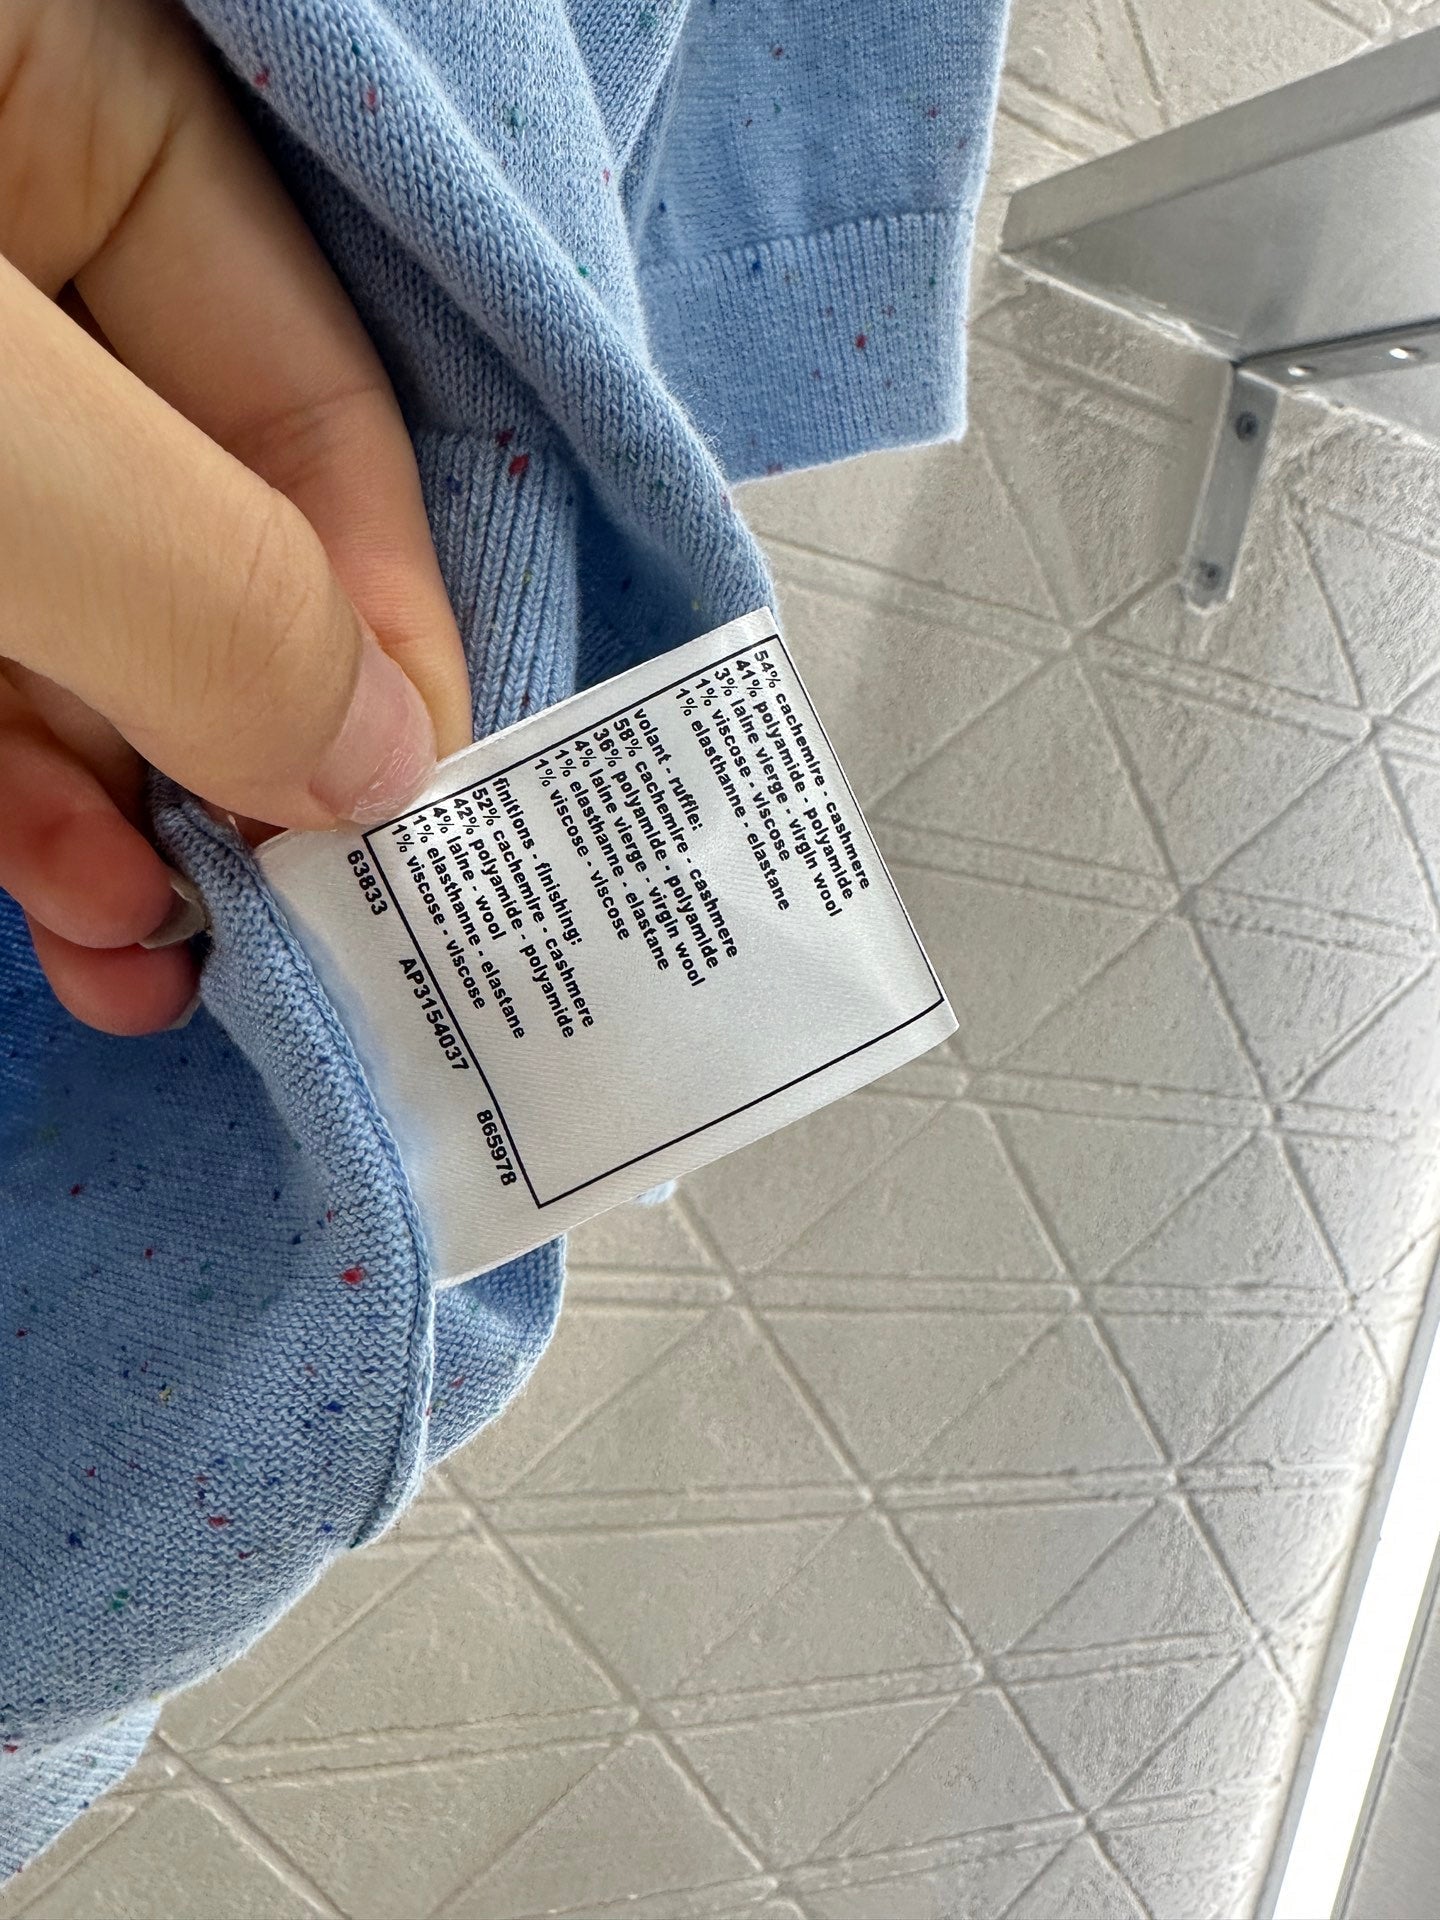 54% cachemire - cashmere
41% polyamide - polyamide
3% laine vierge - virgin wool
1% viscose - viscose
1% elasthanne - elastane
volant - ruffle:
58% cachemire - cashmere
36% polyamide - polyamide
4% laine vierge - virgin wool
1% elasthanne - elastane
1% viscose - viscose
finitions - finishing:
52% cachemire - cashmere
42% polyamide - polyamide
4% laine - wool
1% elasthanne - elastane
1% viscose - viscose
63833 AP3154037 865978